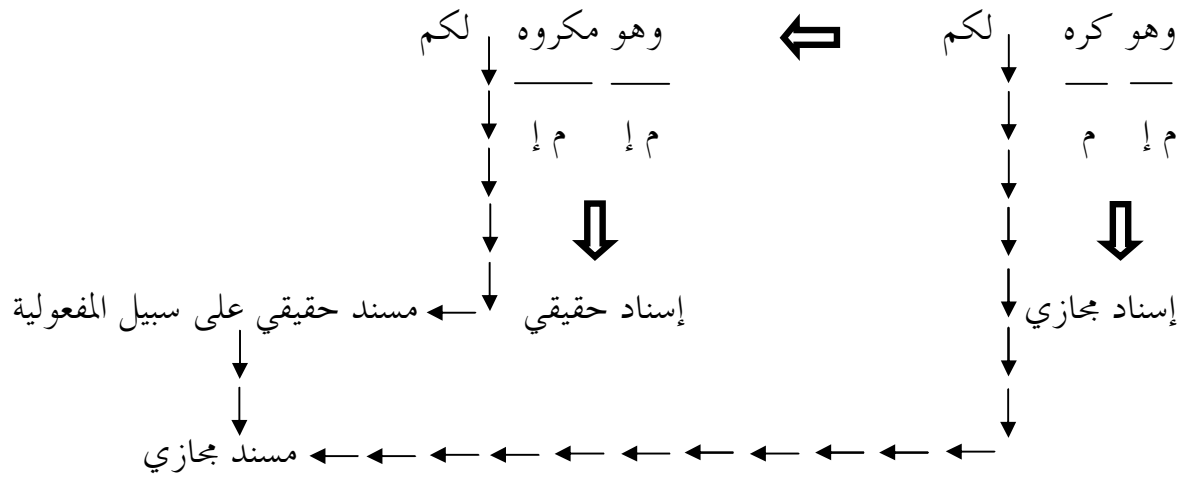 وهو كره لكم وهو مكروه لكم
م إ م م إ م إ
إسناد مجازي إسناد حقيقي مسند حقيقي على سبيل المفعولية
مسند مجازي